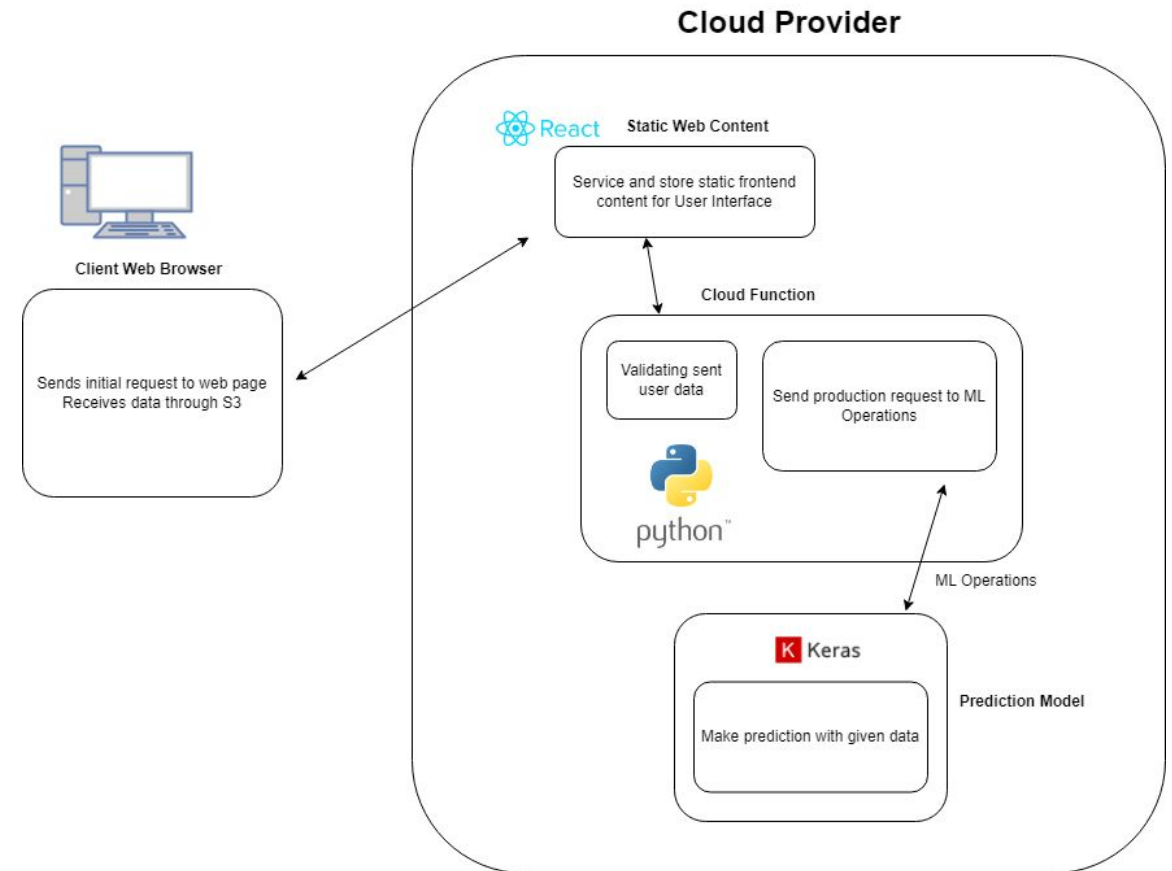 Cloud Provider
React
Static Web Content
Service and store static frontend
content for User Interface
Client Web Browser
Sends initial request to web page
Receives data through S3
Cloud Function
Validating sent
user data
Send production request to ML
Operations
python™
ML Operations
K Keras
Prediction Model
Make prediction with given data